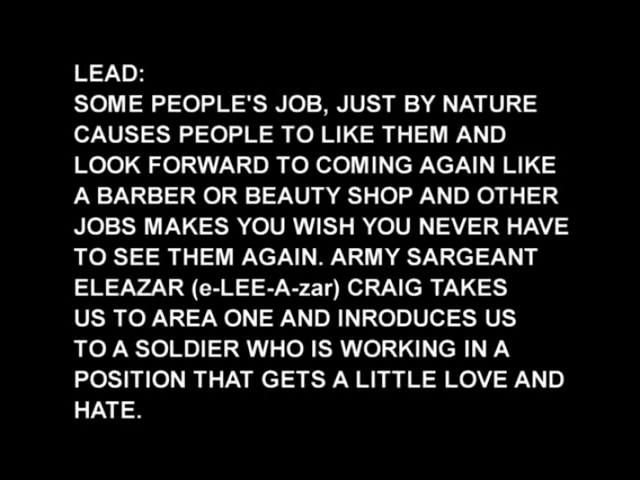 LEAD:
SOME PEOPLE'S JOB, JUST BY NATURE
CAUSES PEOPLE TO LIKE THEM AND
LOOK FORWARD TO COMING AGAIN LIKE
A BARBER OR BEAUTY SHOP AND OTHER
JOBS MAKES YOU WISH YOU NEVER HAVE
TO SEE THEM AGAIN. ARMY SARGEANT
ELEAZAR (e-LEE-A-zar) CRAIG TAKES
US TO AREA ONE AND INRODUCES US
TO A SOLDIER WHO IS WORKING IN A
POSITION THAT GETS A LITTLE LOVE AND
HATE.